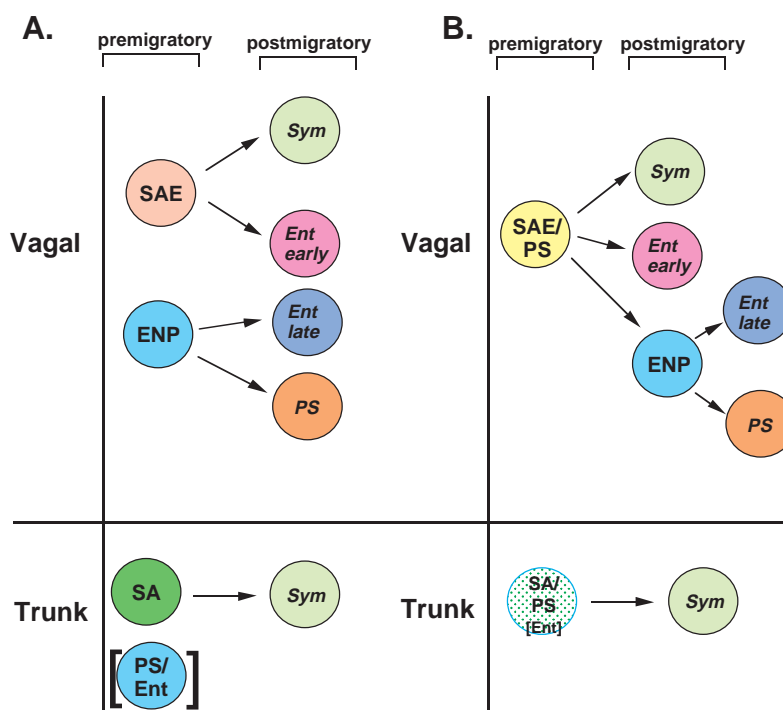 A.
premigratory
postmigratory
Vagal
SAE
Sym
Ent
early
ENP
Ent
late
PS
Trunk
SA
Sym
[PS/
Ent]
B.
premigratory
postmigratory
Vagal
SAE/
PS
Sym
Ent
early
ENP
Ent
late
PS
Trunk
SA/
PS
[Ent]
Sym